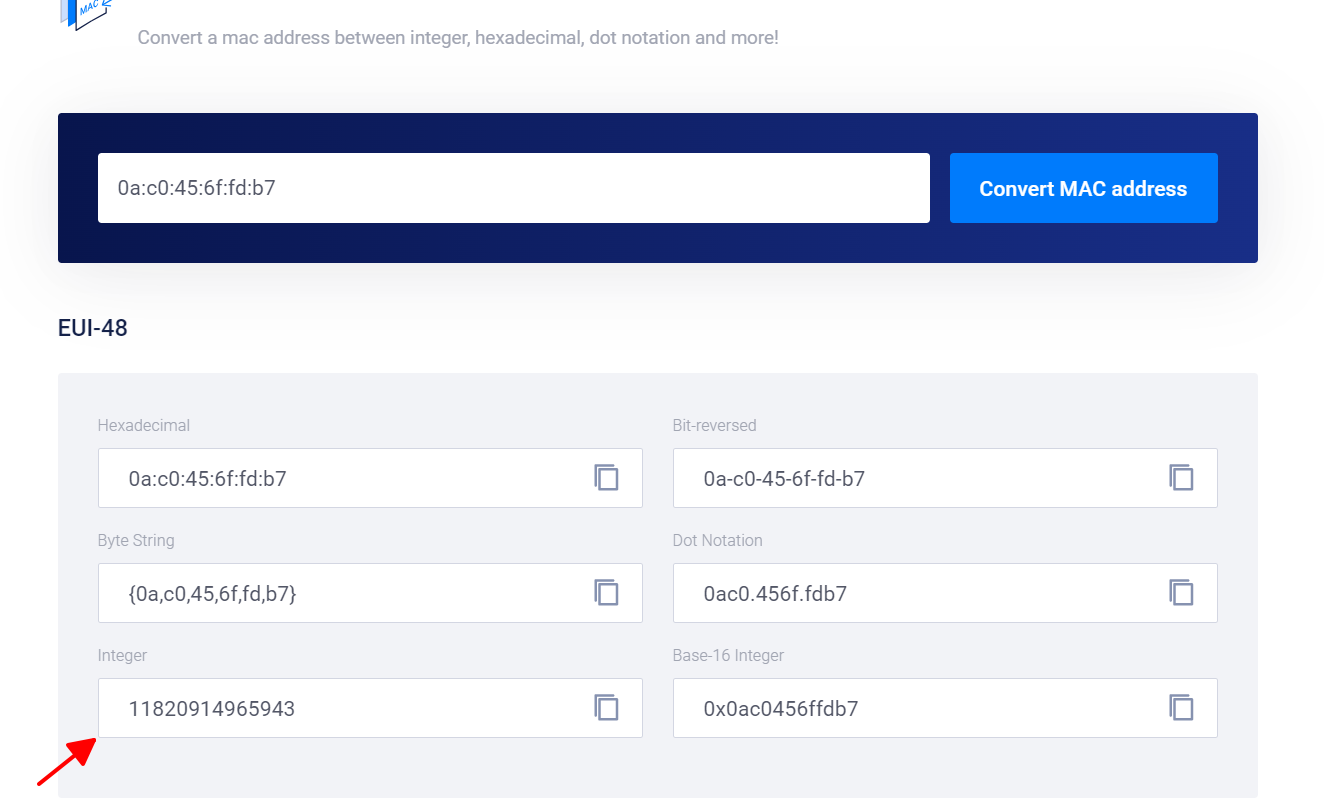 MAC
Convert a mac address between integer, hexadecimal, dot notation and more!
0a:c0:45:6f:fd:b7
Convert MAC address
EUI-48
Hexadecimal
Bit-reversed
0a:c0:45:6f:fd:b7
0a-c0-45-6f-fd-b7
Byte String
Dot Notation
{0a,c0,45,6f,fd,b7}
0ac0.456f.fdb7
Integer
Base-16 Integer
11820914965943
0x0ac0456ffdb7